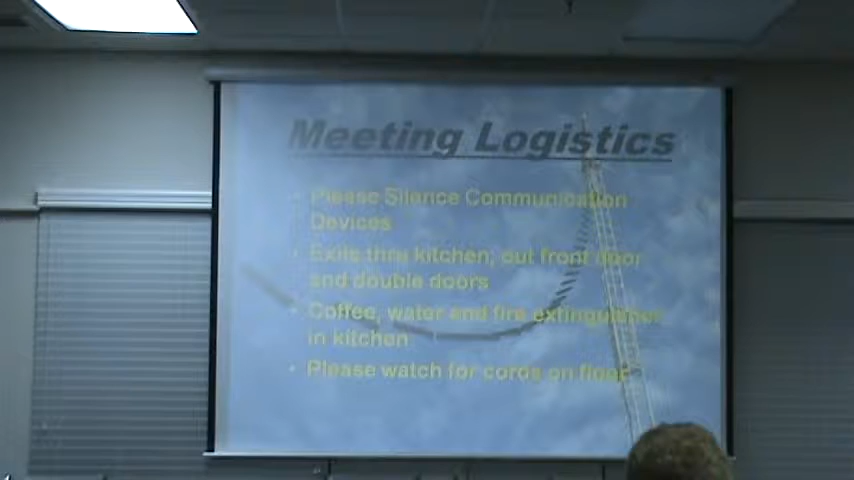 Meeting Logistics
• Please Silence Communication
Devices
• Exits thru kitchen, out front door
and double doors
• Coffee, water and fire extinguisher
in kitchen
• Please watch for cords on floor